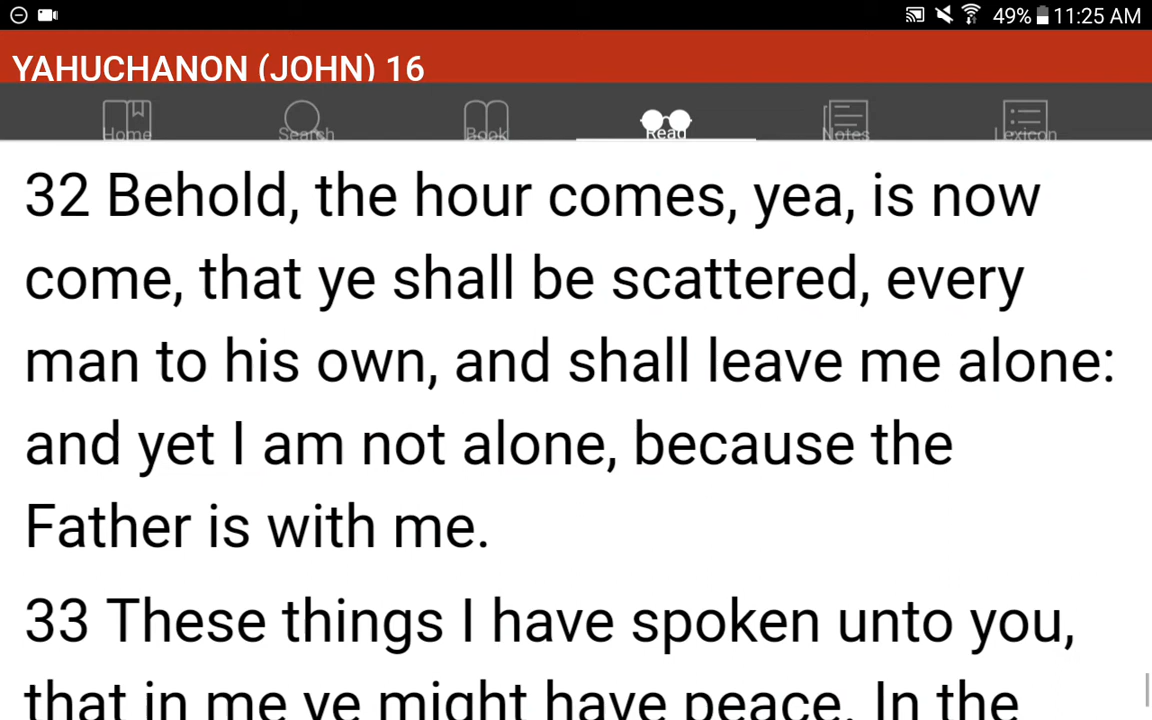 49% 11:25 AM
YAHUCHANON (JOHN) 16
Home Search Book Read Notes Lexicon
32 Behold, the hour comes, yea, is now
come, that ye shall be scattered, every
man to his own, and shall leave me alone:
and yet I am not alone, because the
Father is with me.
33 These things I have spoken unto you,
that in me ye might have peace. In the